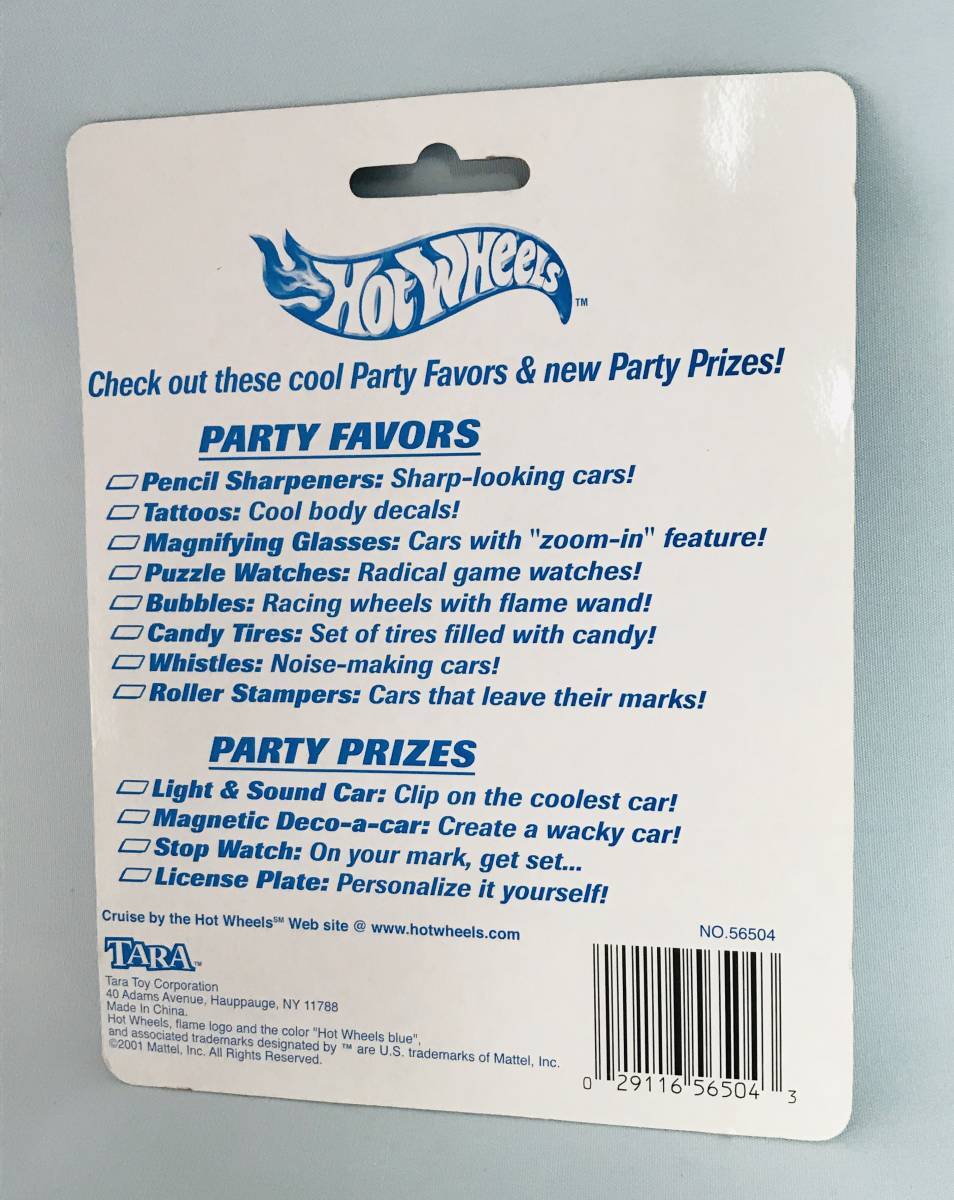 Hot Wheels™
Check out these cool Party Favors & new Party Prizes!
PARTY FAVORS
Pencil Sharpeners: Sharp-looking cars!
Tattoos: Cool body decals!
Magnifying Glasses: Cars with "zoom-in" feature!
Puzzle Watches: Radical game watches!
Bubbles: Racing wheels with flame wand!
Candy Tires: Set of tires filled with candy!
Whistles: Noise-making cars!
Roller Stampers: Cars that leave their marks!
PARTY PRIZES
Light & Sound Car: Clip on the coolest car!
Magnetic Deco-a-car: Create a wacky car!
Stop Watch: On your mark, get set...
License Plate: Personalize it yourself!
Cruise by the Hot Wheels℠ Web site @ www.hotwheels.com
NO.56504
TARA™
Tara Toy Corporation
40 Adams Avenue, Hauppauge, NY 11788
Made In China.
Hot Wheels, flame logo and the color "Hot Wheels blue",
and associated trademarks designated by ™ are U.S. trademarks of Mattel, Inc.
©2001 Mattel, Inc. All Rights Reserved.
0 29116 56504 3